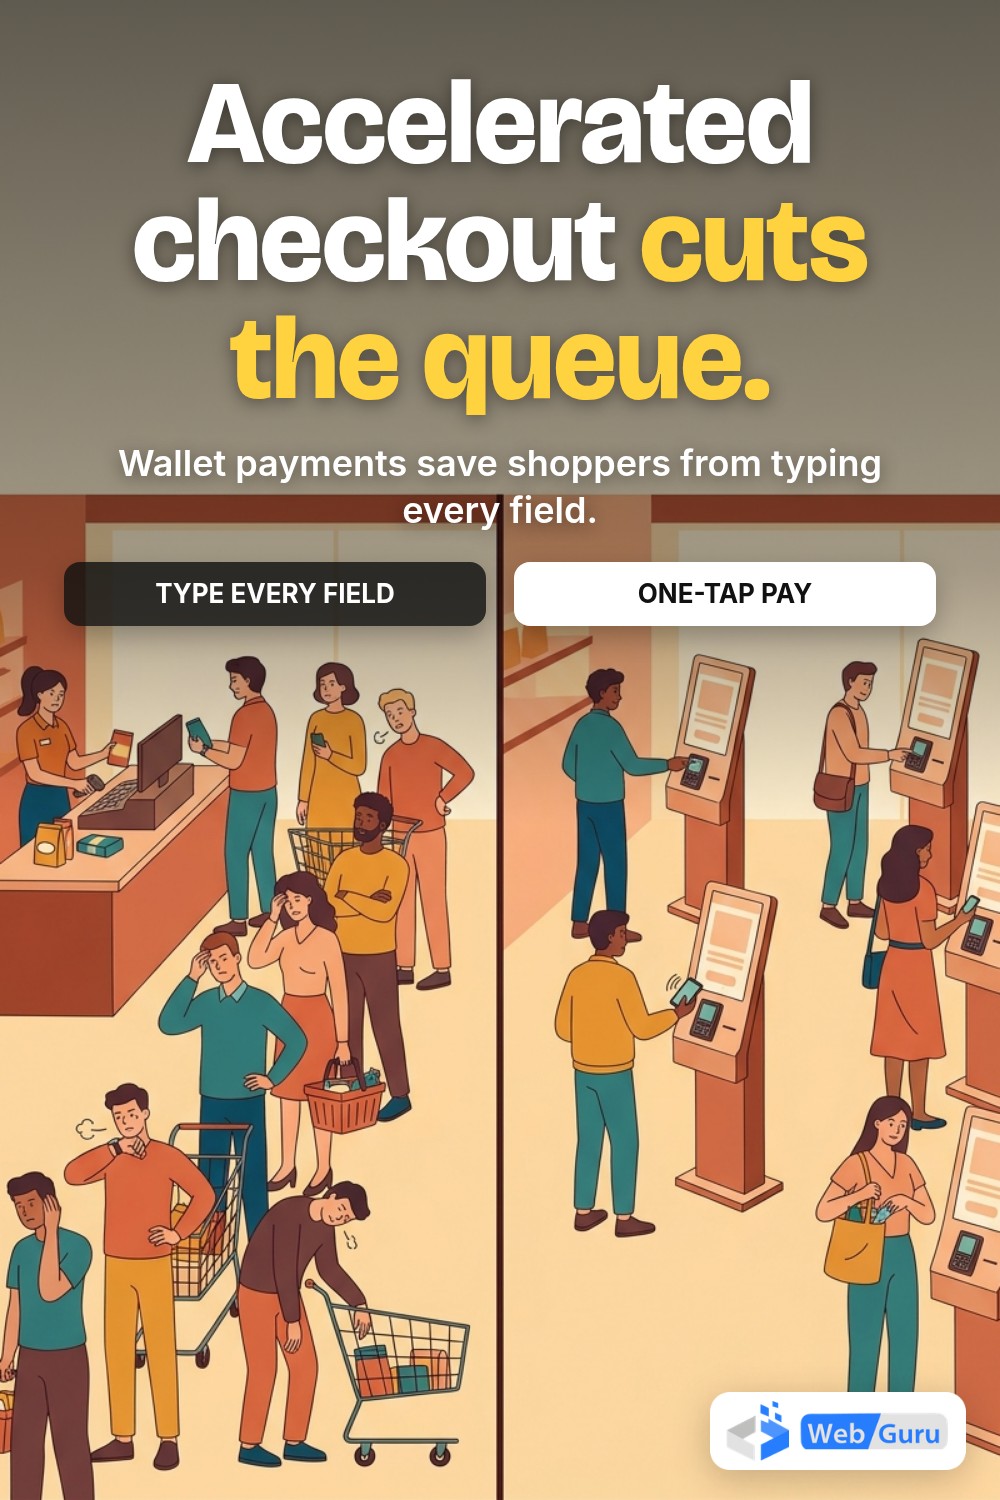 Accelerated
checkout cuts
the queue.
Wallet payments save shoppers from typing
every field.
TYPE EVERY FIELD
ONE-TAP PAY
Web Guru